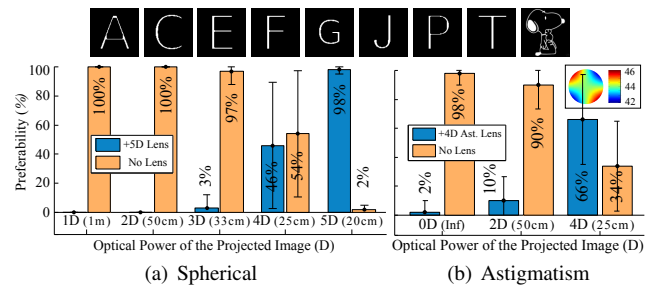 A C E F G J P T
Preferability (%)
100
80
60
40
20
0
+5D Lens
No Lens
100%
100%
3%
97%
46%
54%
98%
2%
1D (1m) 2D (50cm) 3D (33cm) 4D (25cm) 5D (20cm)
Optical Power of the Projected Image (D)
(a) Spherical
+4D Ast. Lens
No Lens
46
44
42
2%
98%
10%
90%
66%
34%
0D (Inf) 2D (50cm) 4D (25cm)
Optical Power of the Projected Image (D)
(b) Astigmatism